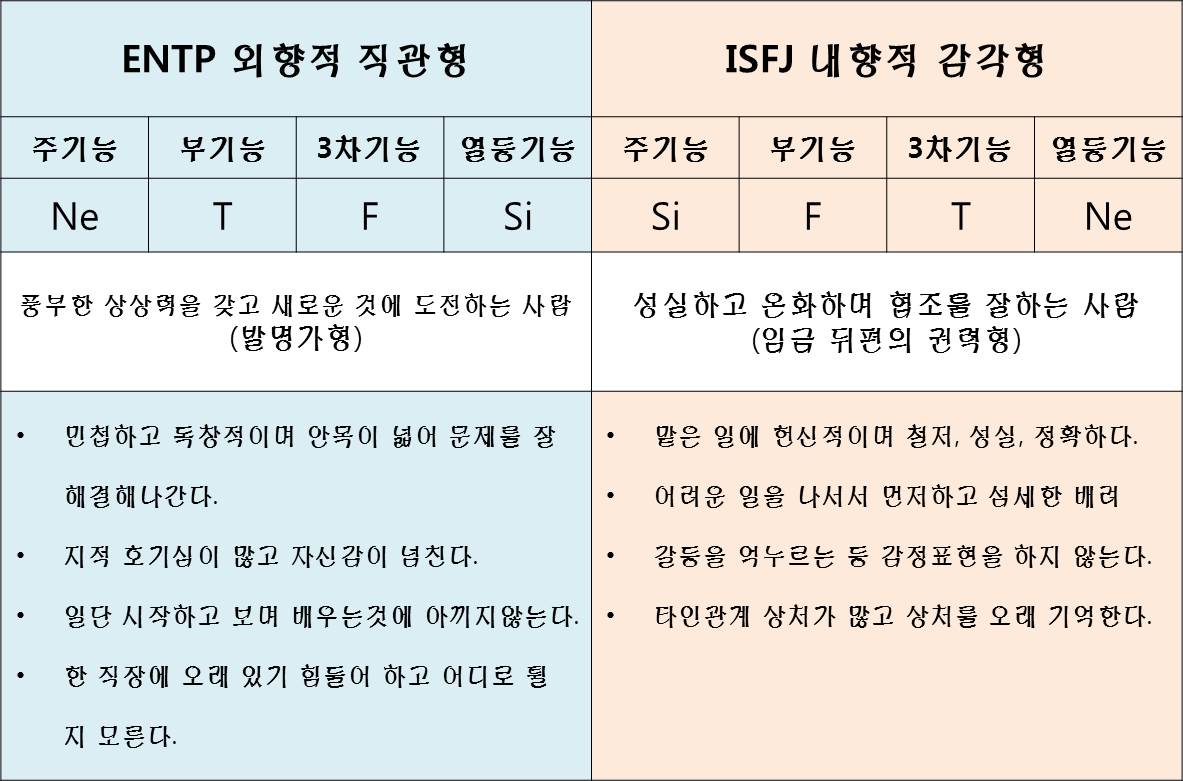 ENTP 외향적 직관형
주기능 부기능 3차기능 열등기능
Ne T F Si
풍부한 상상력을 갖고 새로운 것에 도전하는 사람
(발명가형)
• 민첩하고 독창적이며 안목이 넓어 문제를 잘
해결해나간다.
• 지적 호기심이 많고 자신감이 넘친다.
• 일단 시작하고 보며 배우는것에 아끼지않는다.
• 한 직장에 오래 있기 힘들어 하고 어디로 튈
지 모른다.
ISFJ 내향적 감각형
주기능 부기능 3차기능 열등기능
Si F T Ne
성실하고 온화하며 협조를 잘하는 사람
(임금 뒤편의 권력형)
• 맡은 일에 헌신적이며 철저, 성실, 정확하다.
• 어려운 일을 나서서 먼저하고 섬세한 배려
• 갈등을 억누르는 등 감정표현을 하지 않는다.
• 타인관계 상처가 많고 상처를 오래 기억한다.